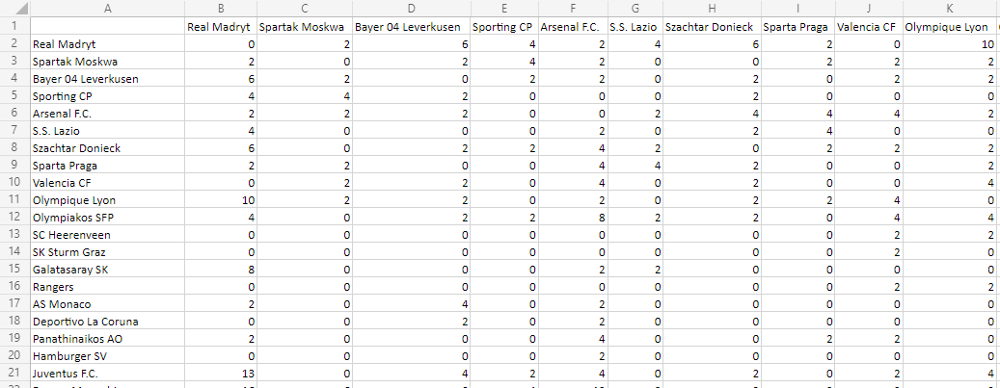 A B C D E F G H I J K
1 Real Madryt Spartak Moskwa Bayer 04 Leverkusen Sporting CP Arsenal F.C. S.S. Lazio Szachtar Donieck Sparta Praga Valencia CF Olympique Lyon
2 Real Madryt 0 2 6 4 2 4 6 2 0 10
3 Spartak Moskwa 2 0 2 4 2 0 0 2 2 2
4 Bayer 04 Leverkusen 6 2 0 2 2 0 2 0 2 2
5 Sporting CP 4 4 2 0 0 0 2 0 0 0
6 Arsenal F.C. 2 2 2 0 0 2 4 4 4 2
7 S.S. Lazio 4 0 0 0 2 0 2 4 0 0
8 Szachtar Donieck 6 0 2 2 4 2 0 2 2 2
9 Sparta Praga 2 2 0 0 4 4 2 0 0 2
10 Valencia CF 0 2 2 0 4 0 2 0 0 4
11 Olympique Lyon 10 2 2 0 2 0 2 2 4 0
12 Olympiakos SFP 4 0 2 2 8 2 2 0 4 4
13 SC Heerenveen 0 0 0 0 0 0 0 0 2 2
14 SK Sturm Graz 0 0 0 0 0 0 0 0 2 0
15 Galatasaray SK 8 0 0 0 2 2 0 0 0 0
16 Rangers 0 0 0 0 0 0 0 0 2 2
17 AS Monaco 2 0 4 0 2 0 0 0 0 0
18 Deportivo La Coruna 0 0 2 0 2 0 0 0 0 0
19 Panathinaikos AO 2 0 0 0 4 0 0 2 2 0
20 Hamburger SV 0 0 0 0 2 0 0 0 0 0
21 Juventus F.C. 13 0 4 2 4 0 2 0 2 4